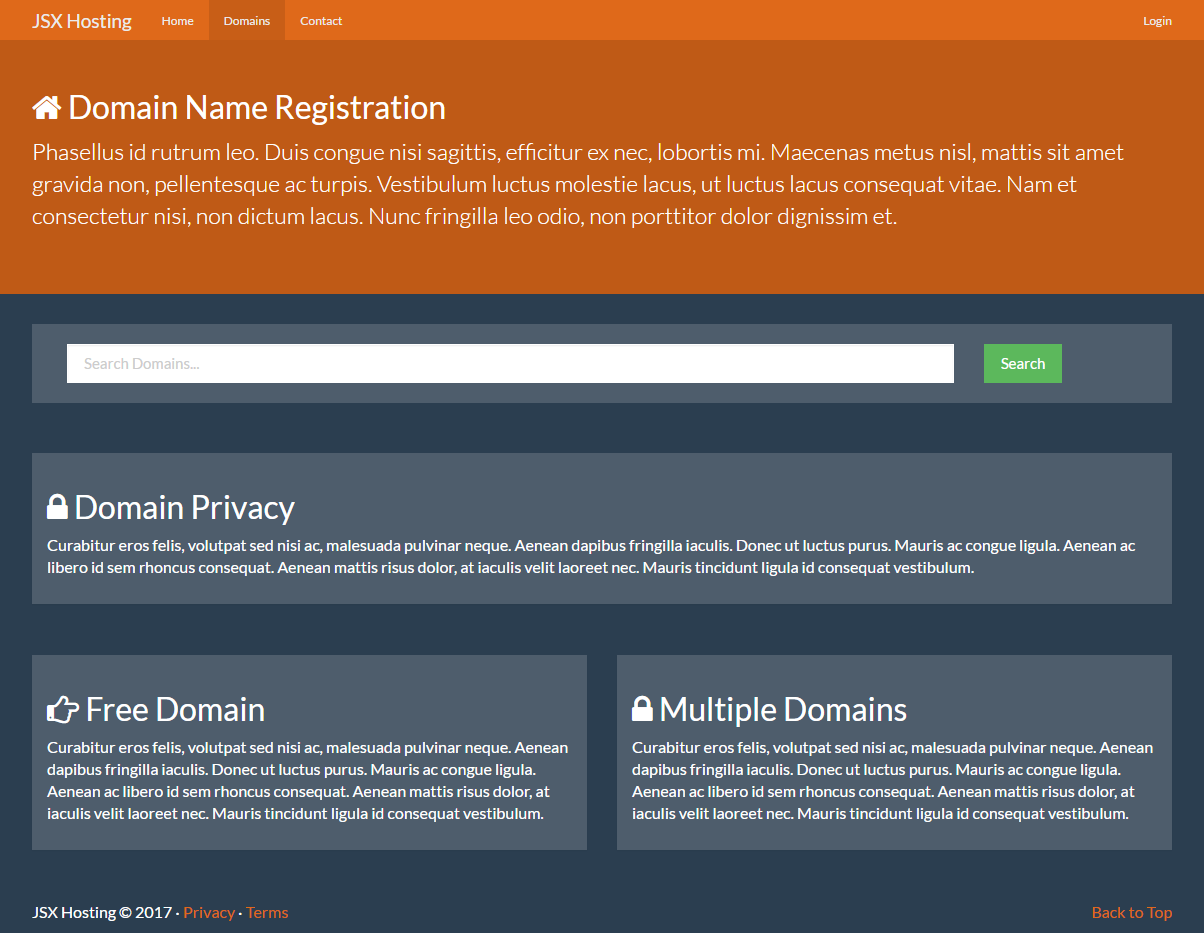 JSX Hosting Home Domains Contact Login
Domain Name Registration
Phasellus id rutrum leo. Duis congue nisi sagittis, efficitur ex nec, lobortis mi. Maecenas metus nisl, mattis sit amet
gravida non, pellentesque ac turpis. Vestibulum luctus molestie lacus, ut luctus lacus consequat vitae. Nam et
consectetur nisi, non dictum lacus. Nunc fringilla leo odio, non porttitor dolor dignissim et.
Search Domains... Search
Domain Privacy
Curabitur eros felis, volutpat sed nisi ac, malesuada pulvinar neque. Aenean dapibus fringilla iaculis. Donec ut luctus purus. Mauris ac congue ligula. Aenean ac
libero id sem rhoncus consequat. Aenean mattis risus dolor, at iaculis velit laoreet nec. Mauris tincidunt ligula id consequat vestibulum.
Free Domain
Curabitur eros felis, volutpat sed nisi ac, malesuada pulvinar neque. Aenean
dapibus fringilla iaculis. Donec ut luctus purus. Mauris ac congue ligula.
Aenean ac libero id sem rhoncus consequat. Aenean mattis risus dolor, at
iaculis velit laoreet nec. Mauris tincidunt ligula id consequat vestibulum.
Multiple Domains
Curabitur eros felis, volutpat sed nisi ac, malesuada pulvinar neque. Aenean
dapibus fringilla iaculis. Donec ut luctus purus. Mauris ac congue ligula.
Aenean ac libero id sem rhoncus consequat. Aenean mattis risus dolor, at
iaculis velit laoreet nec. Mauris tincidunt ligula id consequat vestibulum.
JSX Hosting © 2017 · Privacy · Terms Back to Top